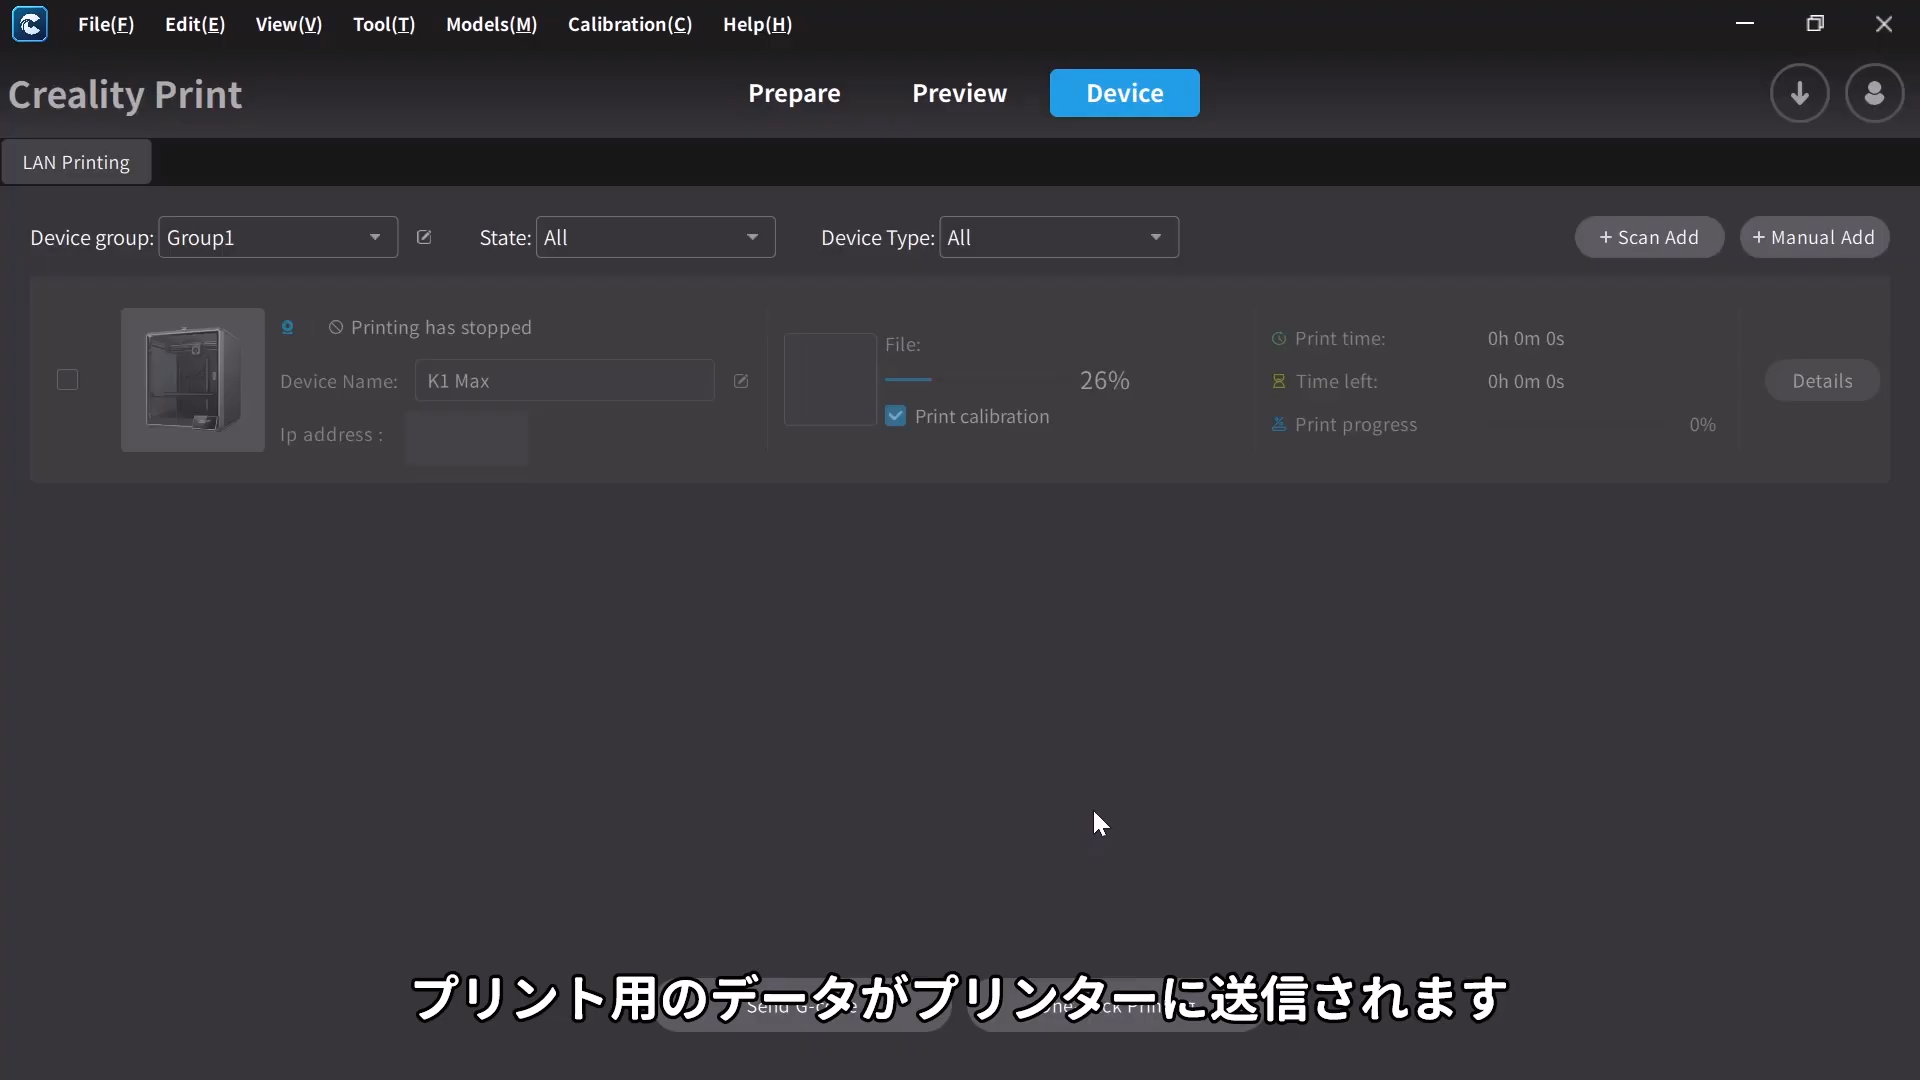 File(F) Edit(E) View(V) Tool(T) Models(M) Calibration(C) Help(H)
Creality Print
Prepare Preview Device
LAN Printing
Device group: Group1 State: All Device Type: All + Scan Add + Manual Add
Printing has stopped
Device Name: K1 Max
Ip address :
File:
26%
Print calibration
Print time: 0h 0m 0s
Time left: 0h 0m 0s
Print progress 0%
Details
プリント用のデータがプリンターに送信されます